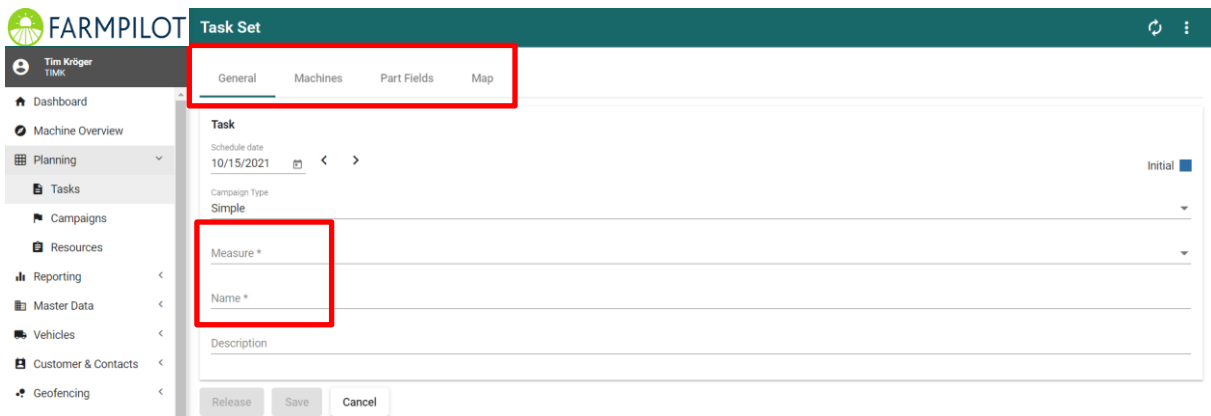 FARMPILOT
Task Set
Tim Kröger
TIMK
General Machines Part Fields Map
Dashboard
Machine Overview
Planning
Tasks
Campaigns
Resources
Reporting
Master Data
Vehicles
Customer & Contacts
Geofencing
Task
Schedule date
10/15/2021
Initial
Campaign Type
Simple
Measure *
Name *
Description
Release Save Cancel